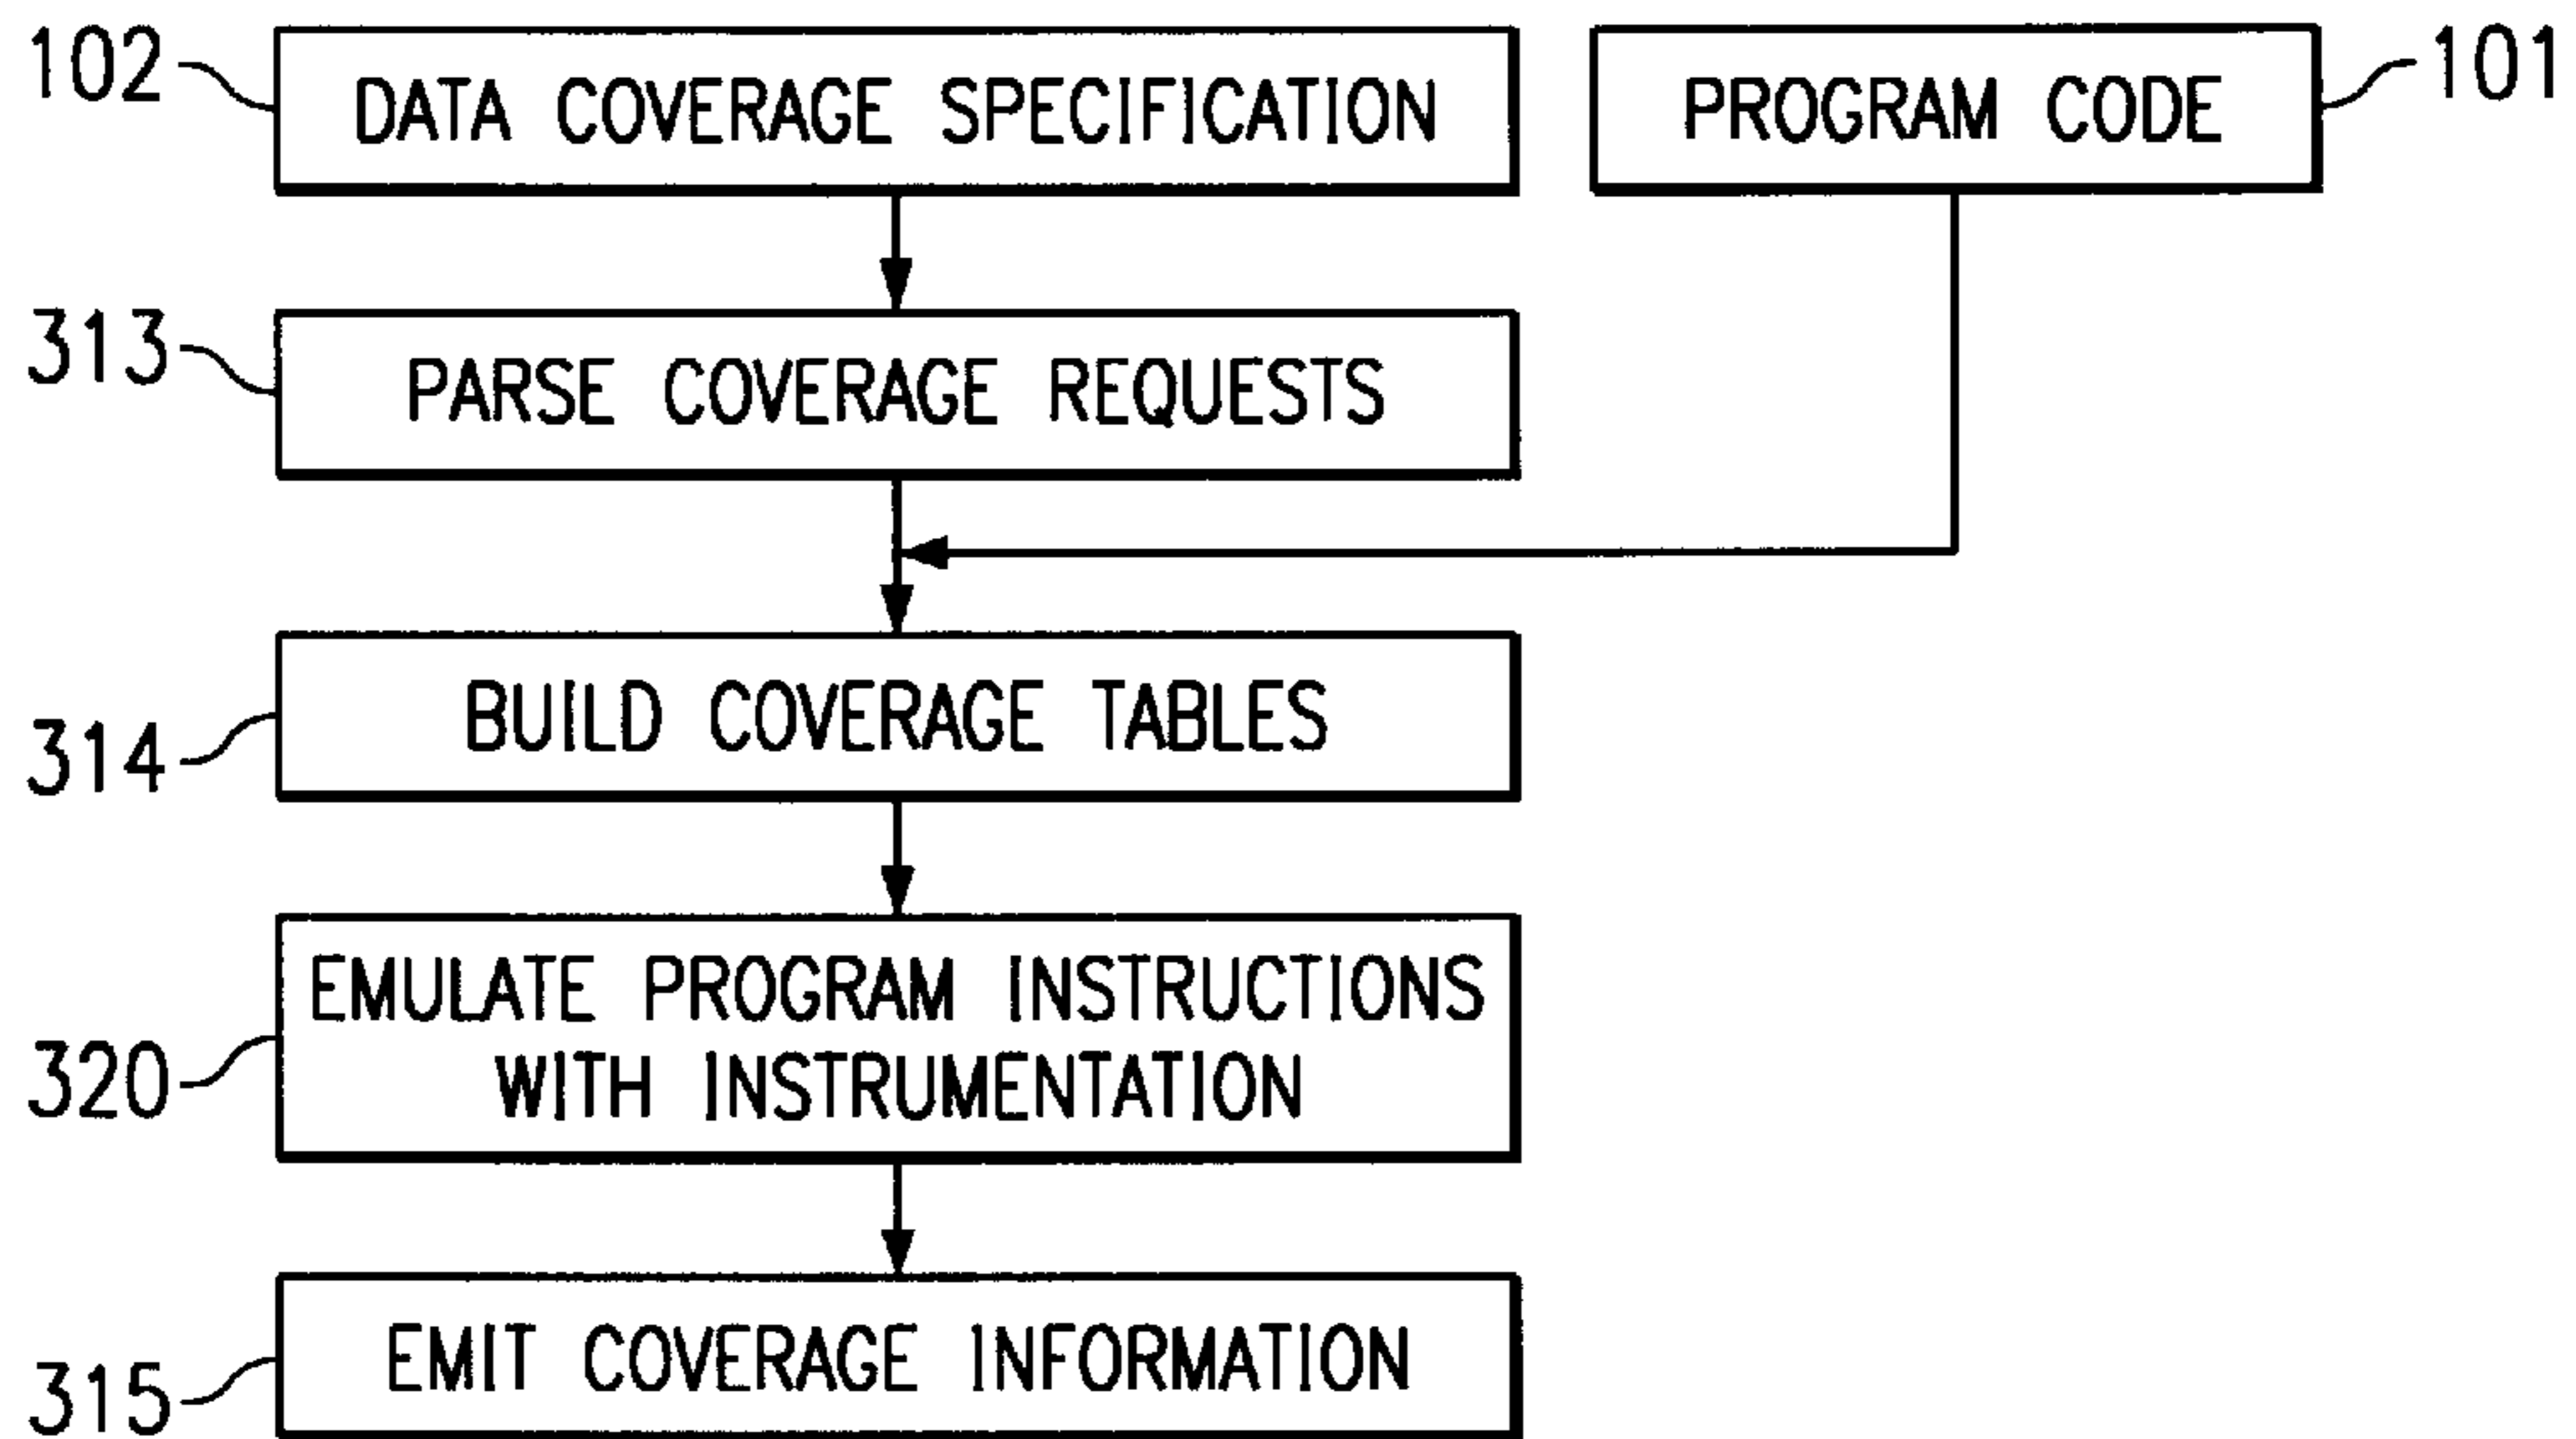 102
DATA COVERAGE SPECIFICATION
PROGRAM CODE
101
313
PARSE COVERAGE REQUESTS
314
BUILD COVERAGE TABLES
320
EMULATE PROGRAM INSTRUCTIONS
WITH INSTRUMENTATION
315
EMIT COVERAGE INFORMATION